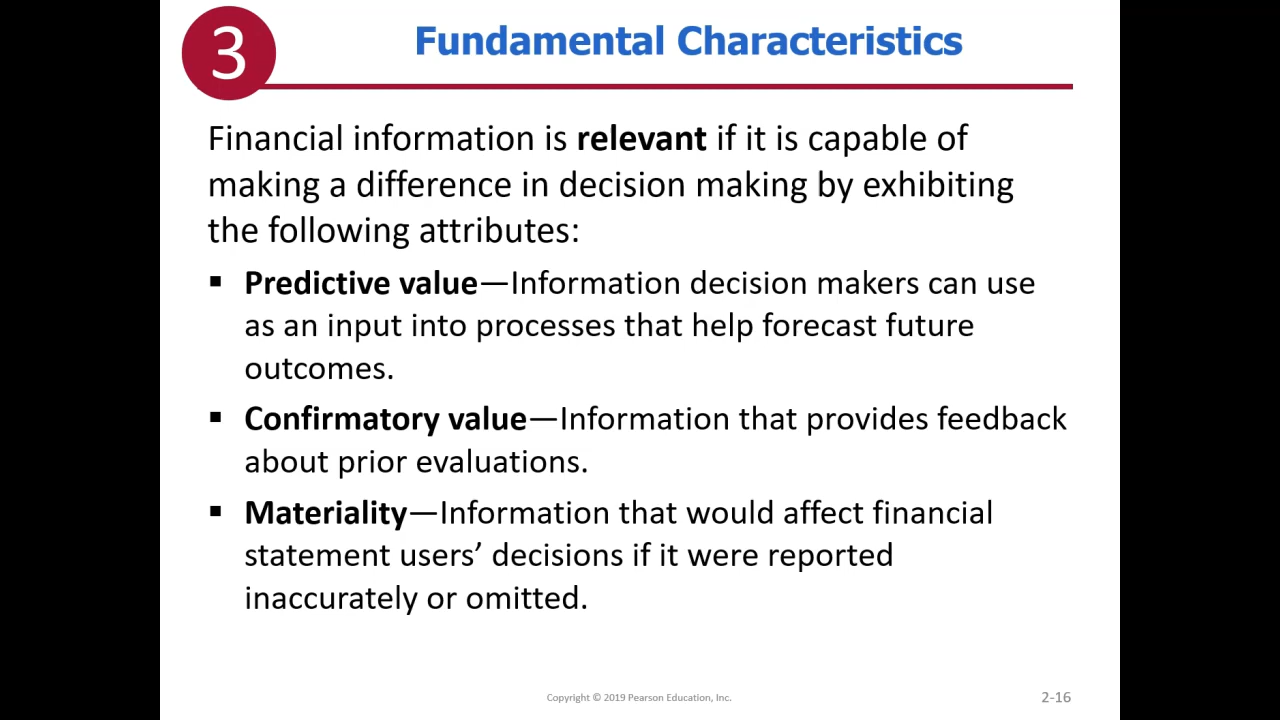 3
Fundamental Characteristics
Financial information is relevant if it is capable of
making a difference in decision making by exhibiting
the following attributes:
▪ Predictive value—Information decision makers can use
as an input into processes that help forecast future
outcomes.
▪ Confirmatory value—Information that provides feedback
about prior evaluations.
▪ Materiality—Information that would affect financial
statement users’ decisions if it were reported
inaccurately or omitted.
Copyright © 2019 Pearson Education, Inc.
2-16